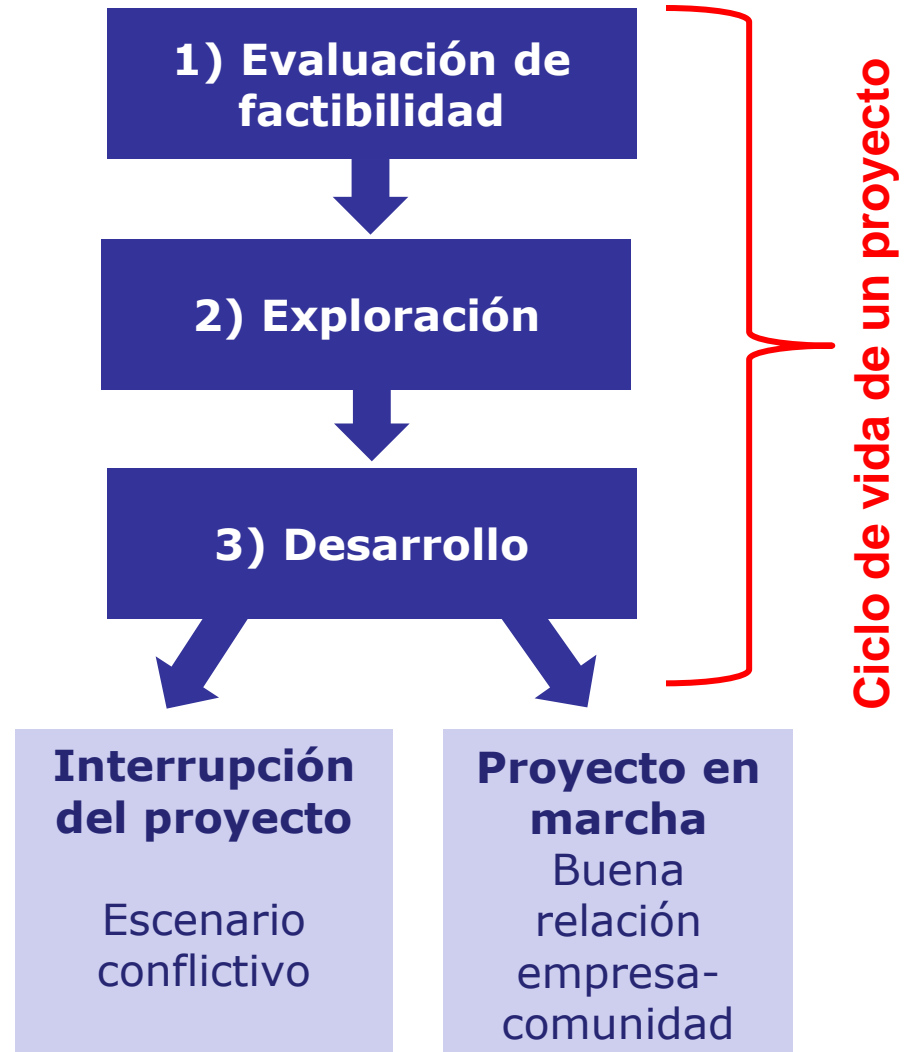 1) Evaluación de
factibilidad
2) Exploración
3) Desarrollo
Ciclo de vida de un proyecto
Interrupción
del proyecto
Escenario
conflictivo
Proyecto en
marcha
Buena
relación
empresa-
comunidad